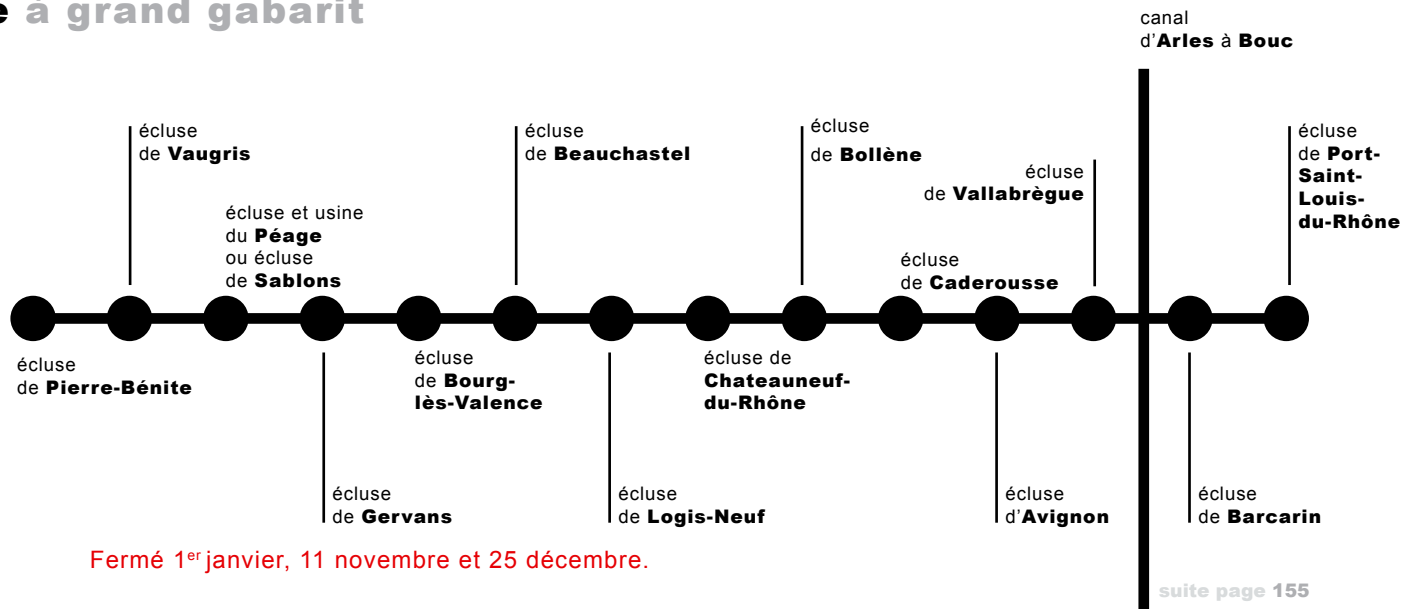 e à grand gabarit
canal
d'Arles à Bouc
écluse
de Vaugris
écluse et usine
du Péage
ou écluse
de Sablons
écluse
de Beauchastel
écluse
de Bollène
écluse
de Vallabrègue
écluse
de Caderousse
écluse
de Port-
Saint-
Louis-
du-Rhône
écluse
de Pierre-Bénite
écluse
de Gervans
écluse
de Bourg-
lès-Valence
écluse
de Logis-Neuf
écluse de
Chateauneuf-
du-Rhône
écluse
d'Avignon
écluse
de Barcarin
Fermé 1er janvier, 11 novembre et 25 décembre.
suite page 155